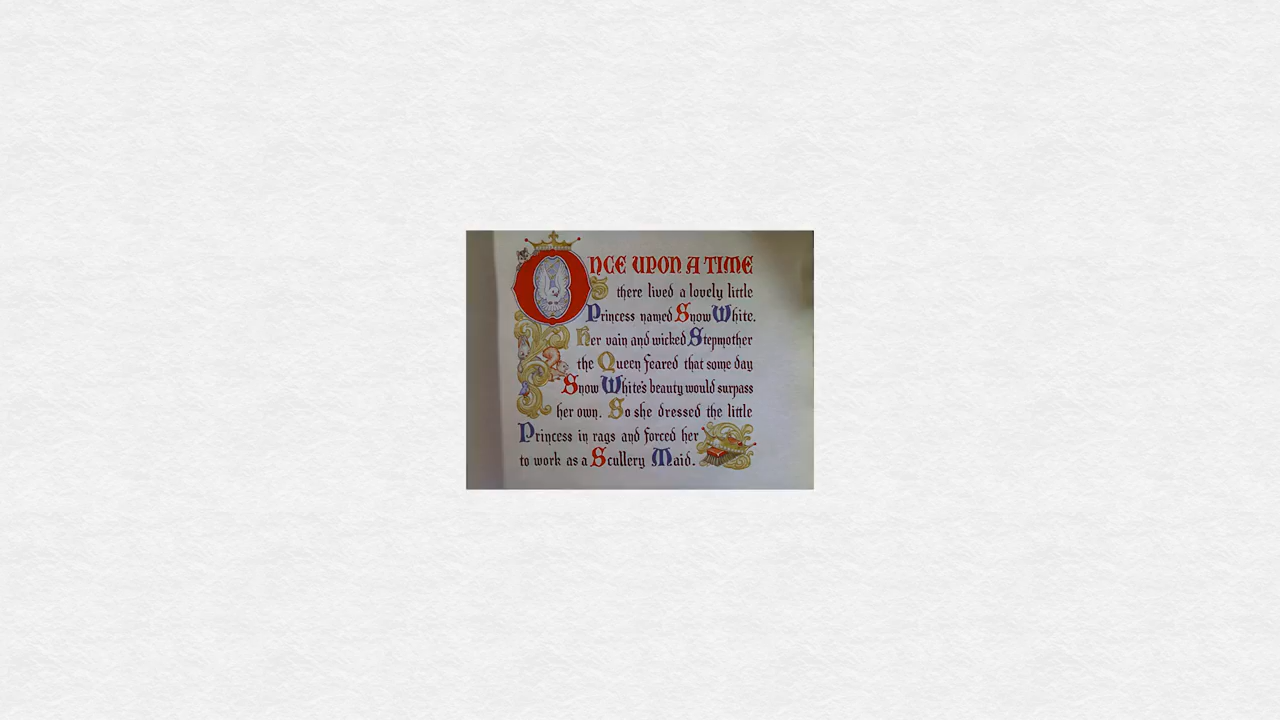 ONCE UPON A TIME
there lived a lovely little
Princess named Snow White.
Her vain and wicked Stepmother
the Queen feared that some day
Snow White's beauty would surpass
her own. So she dressed the little
Princess in rags and forced her
to work as a Scullery Maid.